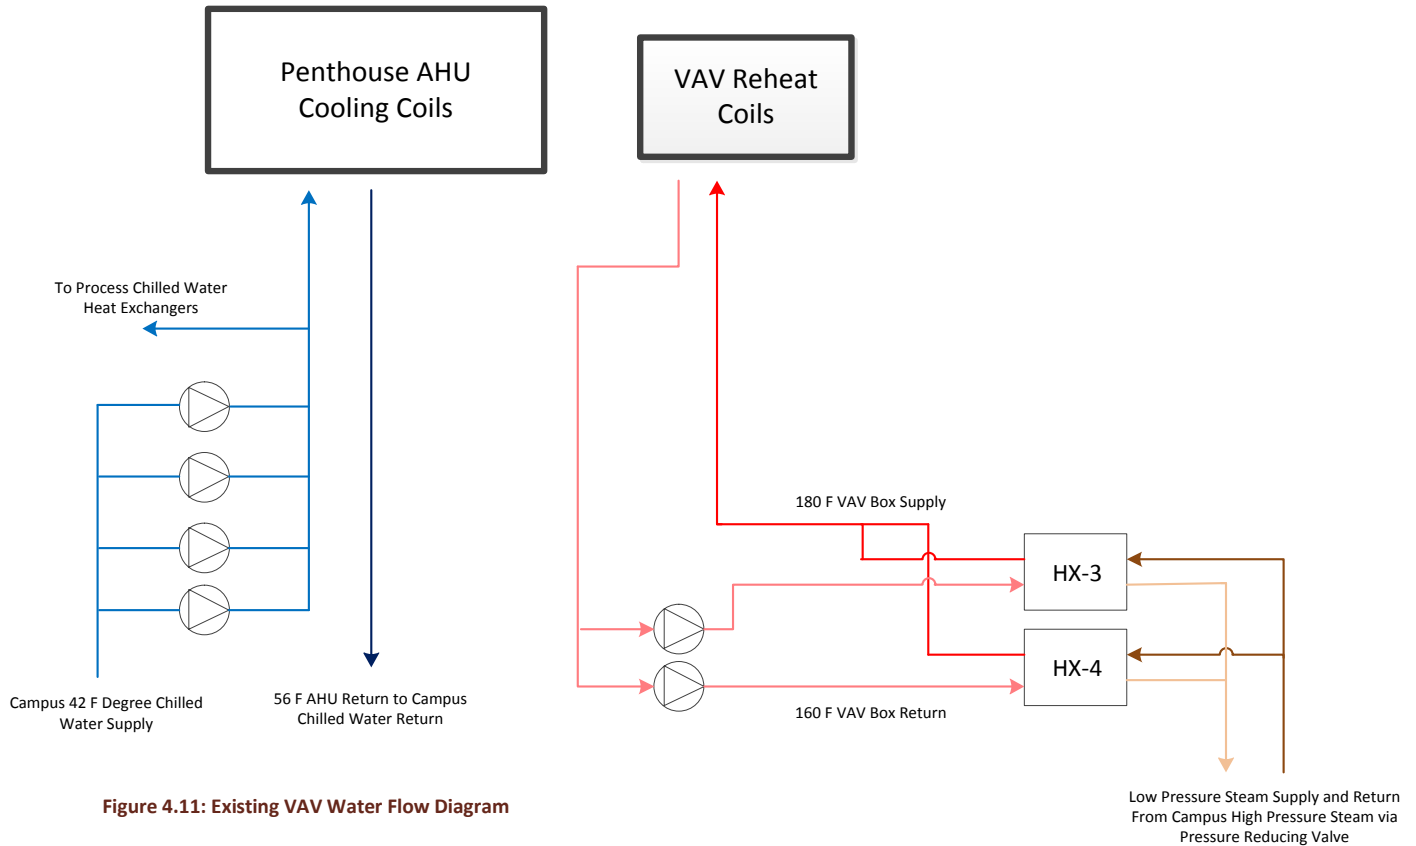 Penthouse AHU
Cooling Coils
VAV Reheat
Coils
To Process Chilled Water
Heat Exchangers
180 F VAV Box Supply
HX-3
HX-4
160 F VAV Box Return
Campus 42 F Degree Chilled
Water Supply
56 F AHU Return to Campus
Chilled Water Return
Low Pressure Steam Supply and Return
From Campus High Pressure Steam via
Pressure Reducing Valve
Figure 4.11: Existing VAV Water Flow Diagram